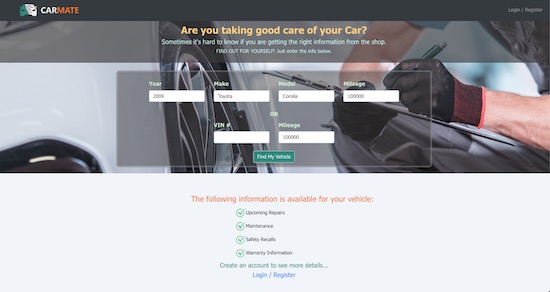 CARMATE
Login / Register
Are you taking good care of your Car?
Sometimes it's hard to know if you are getting the right information from the shop.
FIND OUT FOR YOURSELF! Just enter the info below.
Year Make Model Mileage
2009 Toyota Corolla 100000
OR
VIN # Mileage
100000
Find My Vehicle
The following information is available for your vehicle:
Upcoming Repairs
Maintenance
Safety Recalls
Warranty Information
Create an account to see more details...
Login / Register